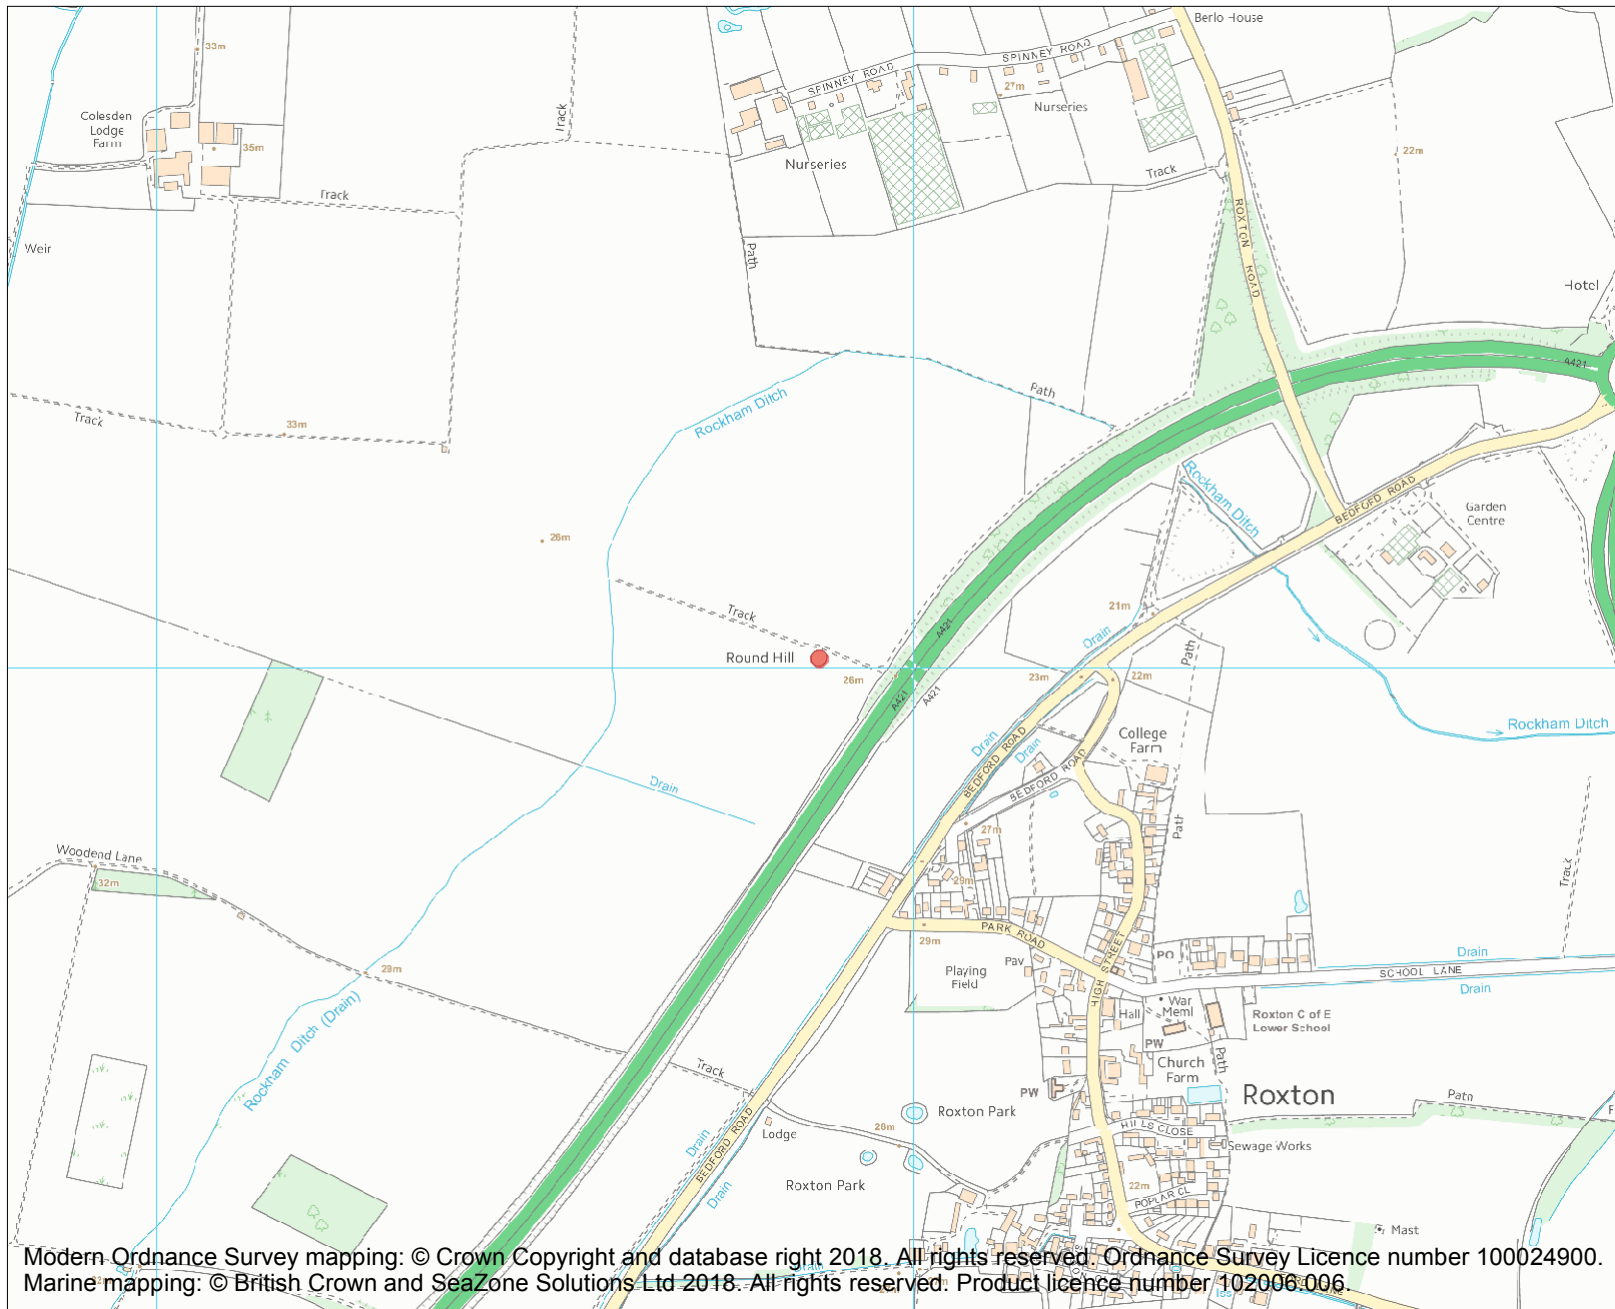 Berlo House
33m
SPINNEY ROAD
SPINNEY ROAD
27m
Nurseries
Colesden
Lodge
Farm
Track
35m
Nurseries
22m
Track
Track
ROXTON
ROAD
Weir
Path
Hotel
A421
Path
Rockham Ditch
Track
33m
Rockham Ditch
BEDFORD ROAD
Garden
Centre
26m
Track
21m
Drain
A421
Path
Round Hill
26m
23m
22m
A421
A421
Rockham Ditch
College
Farm
Drain
Drain
BEDFORD ROAD
BEDFORD ROAD
Drain
27m
Path
Woodend Lane
32m
29m
Track
PARK ROAD
29m
HIGH STREET
PO
Drain
Pav
Playing
Field
SCHOOL LANE
Drain
29m
War
Meml
Hall
Roxton C of E
Lower School
Rockham Ditch (Drain)
PW
Path
Church
Farm
Track
PW
Roxton
Path
Roxton Park
BEDFORD ROAD
Lodge
28m
HILLS CLOSE
Sewage Works
Drain
Drain
Roxton Park
22m
POPLAR CL
Mast
Modern Ordnance Survey mapping: © Crown Copyright and database right 2018. All rights reserved. Ordnance Survey Licence number 100024900.
Marine mapping: © British Crown and SeaZone Solutions Ltd 2018. All rights reserved. Product licence number 102006.006.